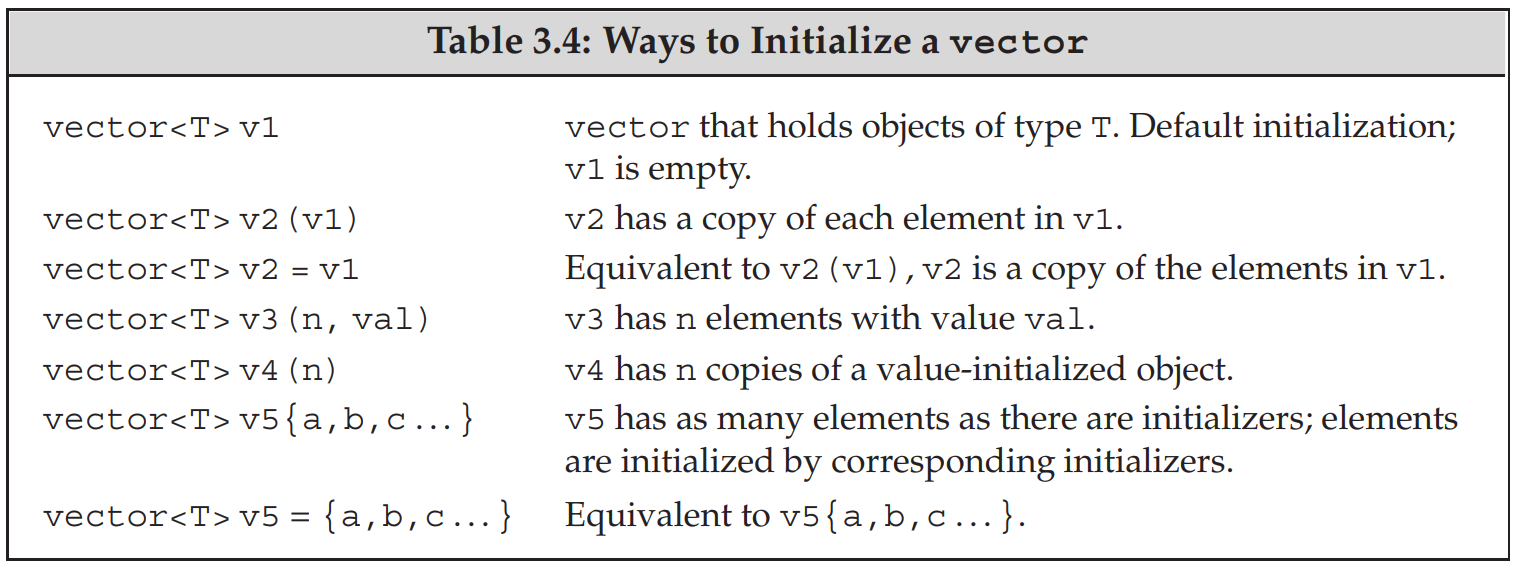 Table 3.4: Ways to Initialize a vector
vector<T> v1 vector that holds objects of type T. Default initialization;
v1 is empty.
vector<T> v2(v1) v2 has a copy of each element in v1.
vector<T> v2 = v1 Equivalent to v2(v1), v2 is a copy of the elements in v1.
vector<T> v3(n, val) v3 has n elements with value val.
vector<T> v4(n) v4 has n copies of a value-initialized object.
vector<T> v5{a,b,c...} v5 has as many elements as there are initializers; elements
are initialized by corresponding initializers.
vector<T> v5 = {a,b,c...} Equivalent to v5{a,b,c...}.